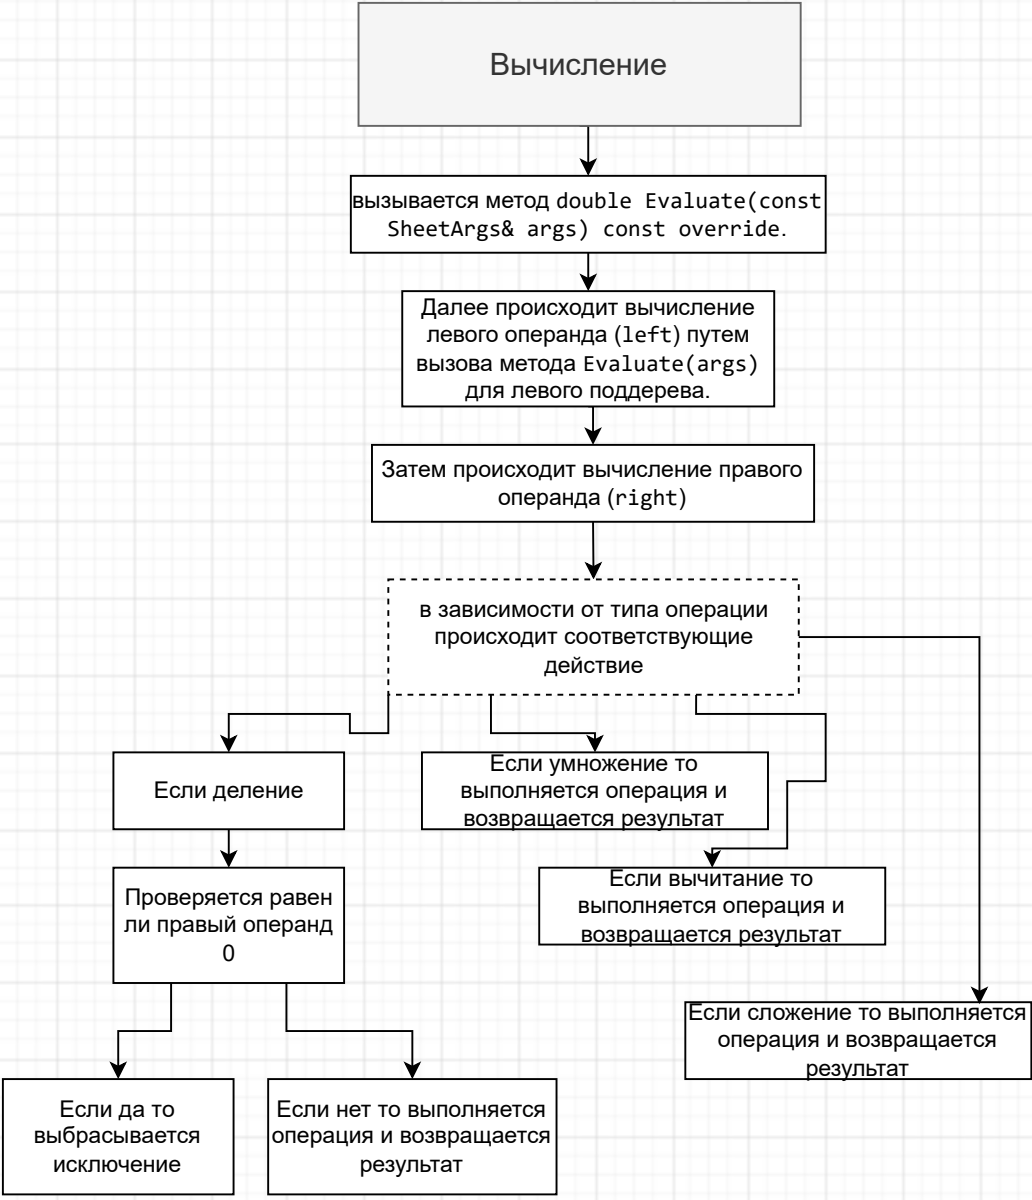 Вычисление
вызывается метод double Evaluate(const
SheetArgs& args) const override.
Далее происходит вычисление
левого операнда (left) путем
вызова метода Evaluate(args)
для левого поддерева.
Затем происходит вычисление правого
операнда (right)
в зависимости от типа операции
происходит соответствующие
действие
Если деление
Если умножение то
выполняется операция и
возвращается результат
Проверяется равен
ли правый операнд
0
Если вычитание то
выполняется операция и
возвращается результат
Если сложение то выполняется
операция и возвращается
результат
Если да то
выбрасывается
исключение
Если нет то выполняется
операция и возвращается
результат